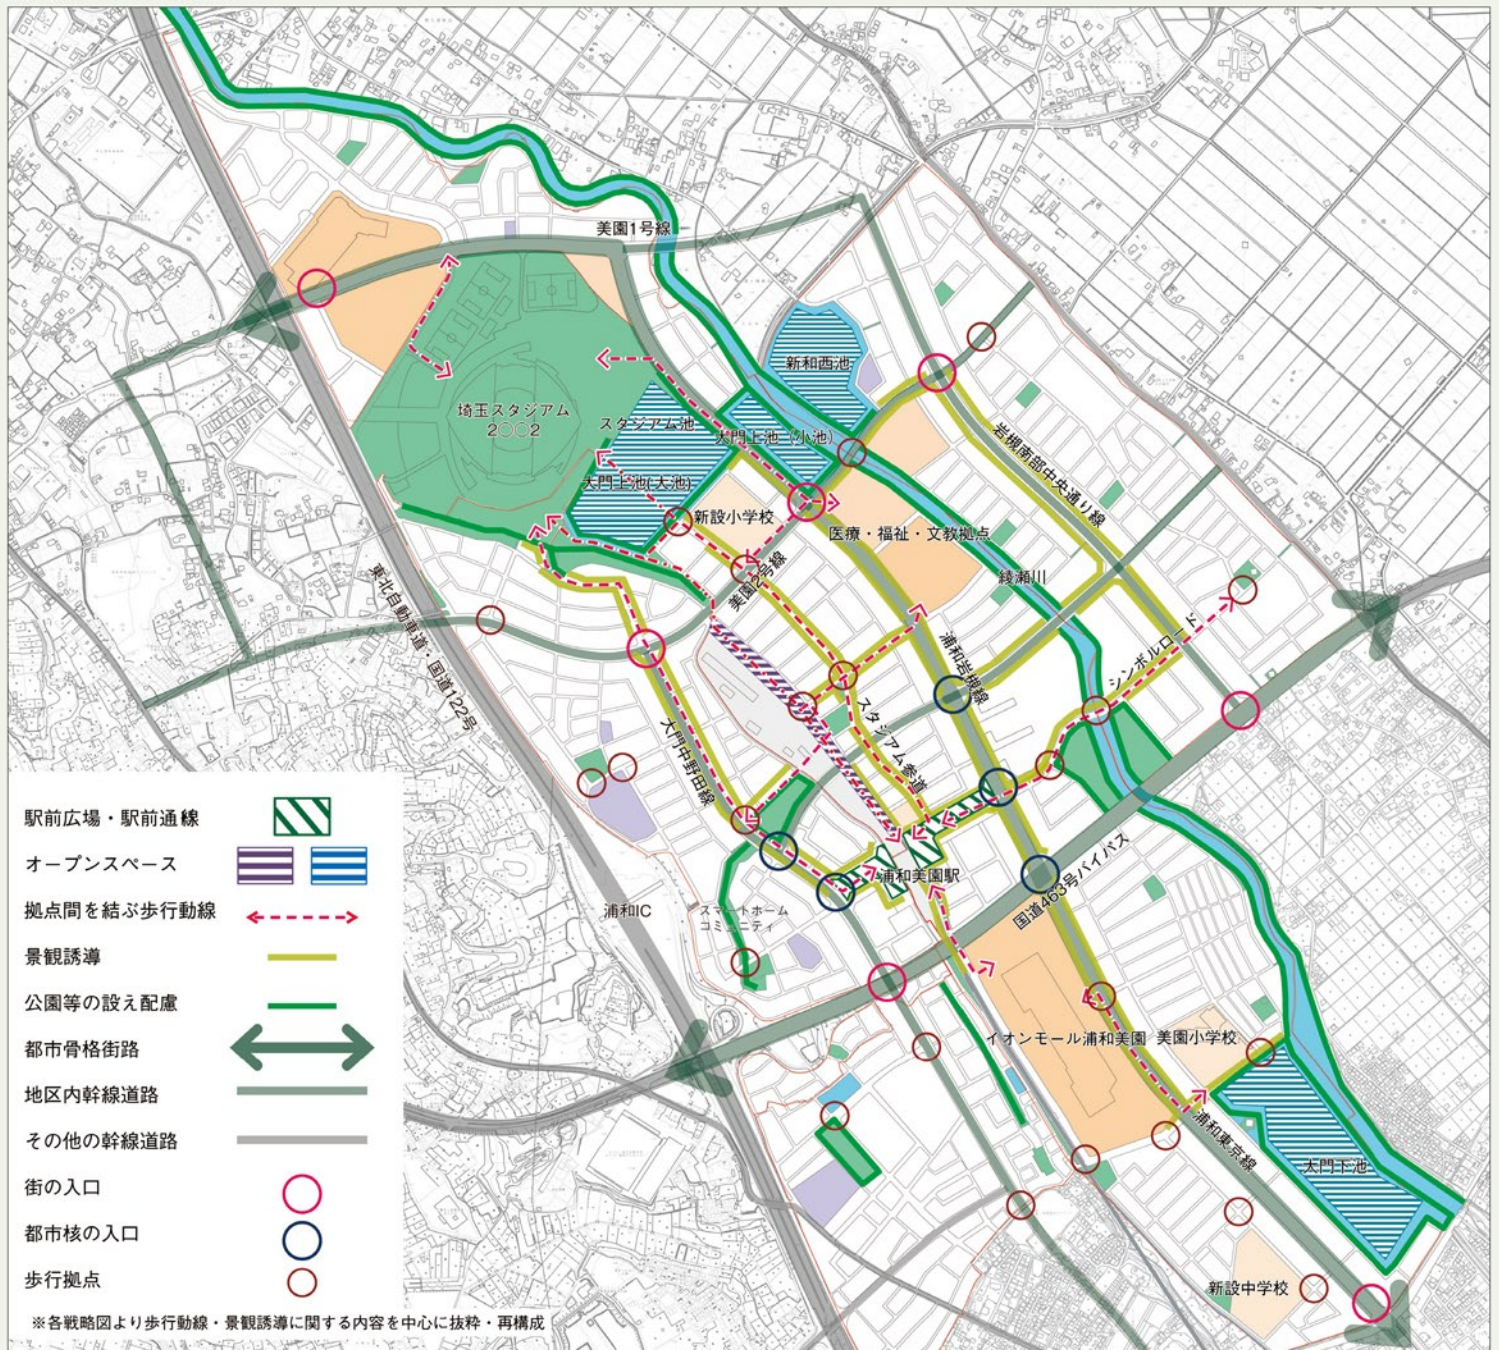 美園1号線
新和西池
埼玉スタジアム
2〇〇2
スタジアム池
大門上池（小池）
岩槻南部中央通り線
大門上池(大池)
新設小学校
医療・福祉・文教拠点
美園2号線
綾瀬川
東北自動車道・国道122号
浦和岩槻線
シンボルロード
大門中野田線
スタジアム参道
浦和美園駅
国道463号バイパス
浦和IC
スマートホーム
コミュニティ
イオンモール浦和美園
美園小学校
浦和東京線
大門下池
新設中学校
駅前広場・駅前通線
オープンスペース
拠点間を結ぶ歩行動線
景観誘導
公園等の設え配慮
都市骨格街路
地区内幹線道路
その他の幹線道路
街の入口
都市核の入口
歩行拠点
※各戦略図より歩行動線・景観誘導に関する内容を中心に抜粋・再構成